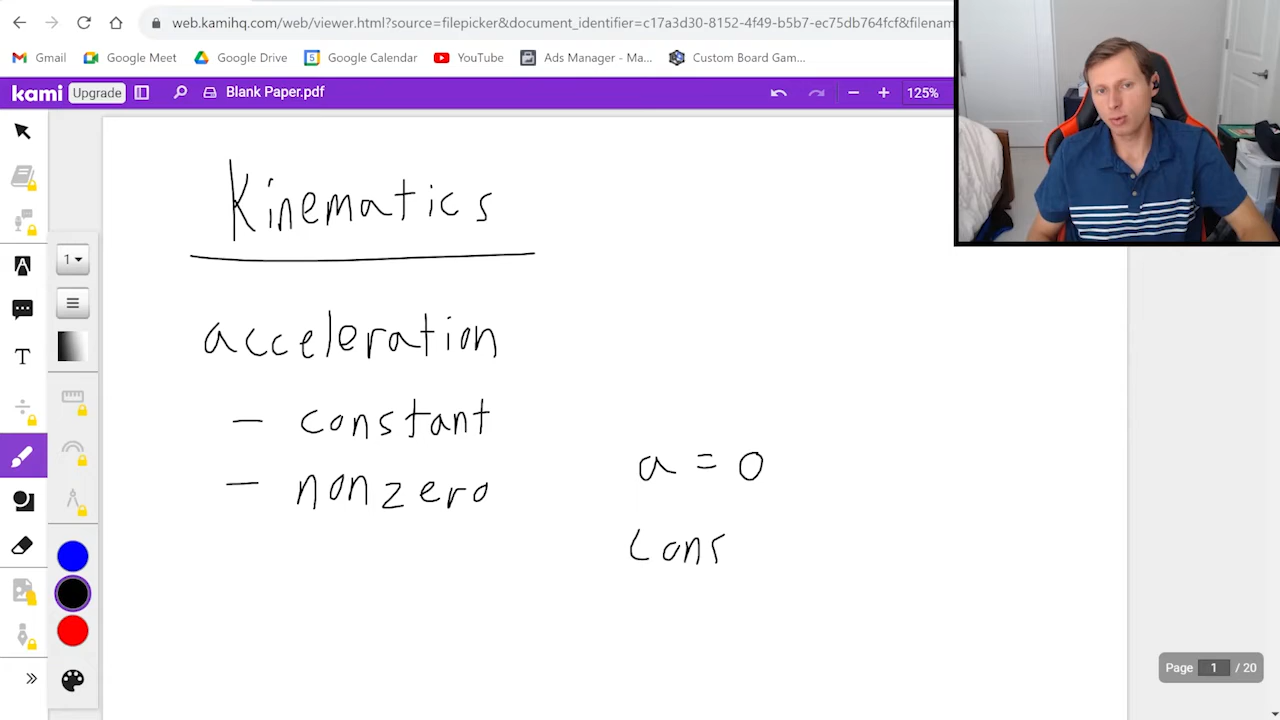 web.kamihq.com/web/viewer.html?source=filepicker&document_identifier=c17a3d30-8152-4f49-b5b7-ec75db764fcf&filenam
Gmail Google Meet Google Drive 5 Google Calendar YouTube Ads Manager - Ma... Custom Board Gam...
kami Upgrade Blank Paper.pdf 125%
Kinematics
1
acceleration
- constant
- nonzero
a = 0
cons
A
T
Page 1 / 20